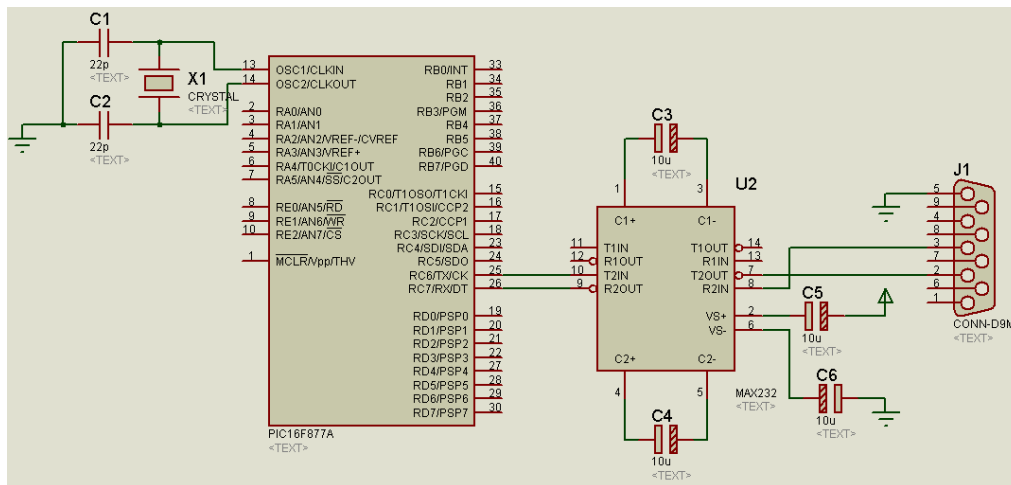 C1
22p
<TEXT>
X1
CRYSTAL
<TEXT>
C2
22p
<TEXT>
13 OSC1/CLKIN
14 OSC2/CLKOUT
2 RA0/AN0
3 RA1/AN1
4 RA2/AN2/VREF-/CVREF
5 RA3/AN3/VREF+
6 RA4/T0CKI/C1OUT
7 RA5/AN4/SS/C2OUT
8 RE0/AN5/RD
9 RE1/AN6/WR
10 RE2/AN7/CS
1 MCLR/Vpp/THV
RB0/INT 33
RB1 34
RB2 35
RB3/PGM 36
RB4 37
RB5 38
RB6/PGC 39
RB7/PGD 40
RC0/T1OSO/T1CKI 15
RC1/T1OSI/CCP2 16
RC2/CCP1 17
RC3/SCK/SCL 18
RC4/SDI/SDA 23
RC5/SDO 24
RC6/TX/CK 25
RC7/RX/DT 26
RD0/PSP0 19
RD1/PSP1 20
RD2/PSP2 21
RD3/PSP3 22
RD4/PSP4 27
RD5/PSP5 28
RD6/PSP6 29
RD7/PSP7 30
PIC16F877A
<TEXT>
C3
10u
<TEXT>
U2
1 3
C1+ C1-
11 T1IN T1OUT 14
12 R1OUT R1IN 13
10 T2IN T2OUT 7
9 R2OUT R2IN 8
VS+ 2
VS- 6
C2+ C2-
4 5
MAX232
<TEXT>
C4
10u
<TEXT>
C5
10u
<TEXT>
C6
10u
<TEXT>
J1
5
9
4
8
3
7
2
6
1
CONN-D9M
<TEXT>